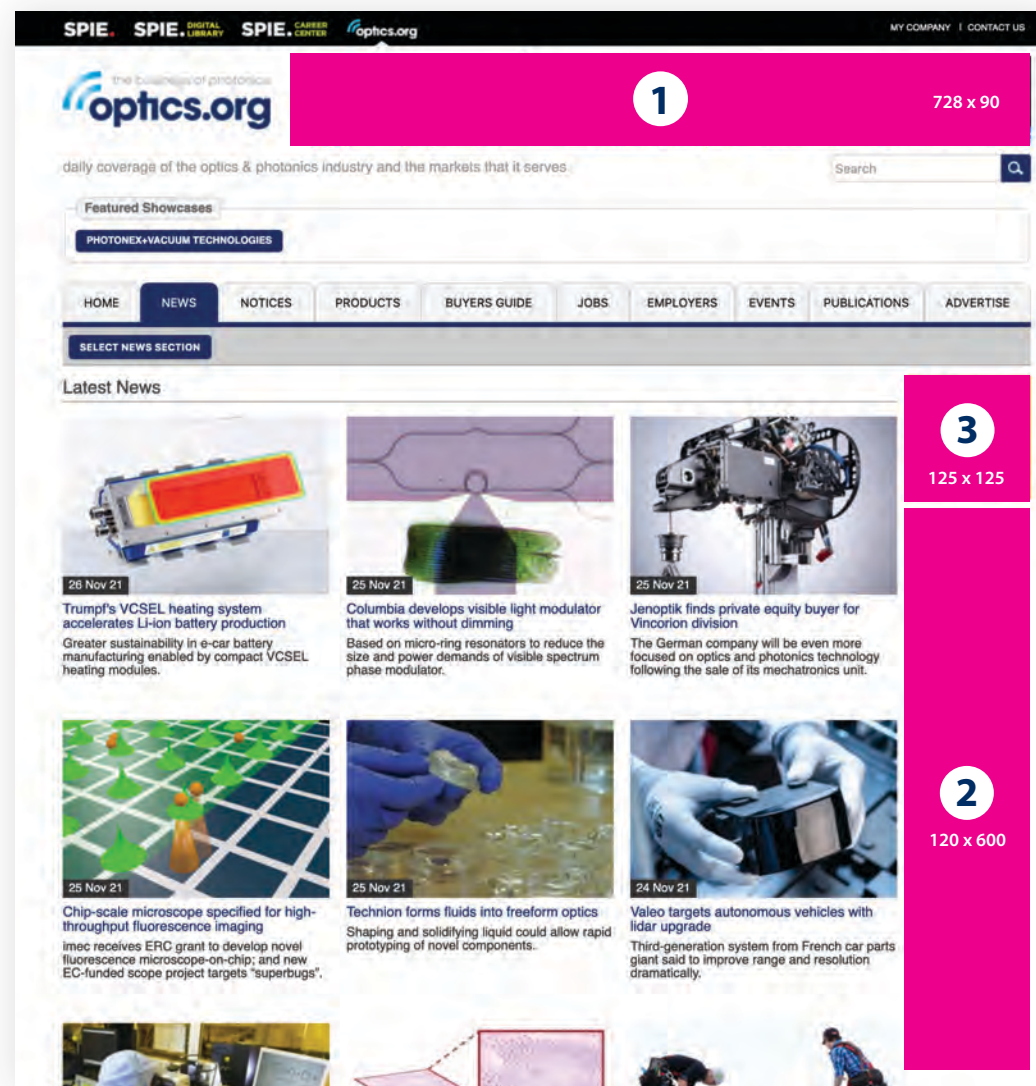 SPIE. SPIE. DIGITAL LIBRARY SPIE. CAREER CENTER optics.org
MY COMPANY | CONTACT US
the business of photonics
optics.org
1
728 x 90
daily coverage of the optics & photonics industry and the markets that it serves
Search
Featured Showcases
PHOTONEX+VACUUM TECHNOLOGIES
HOME NEWS NOTICES PRODUCTS BUYERS GUIDE JOBS EMPLOYERS EVENTS PUBLICATIONS ADVERTISE
SELECT NEWS SECTION
Latest News
3
125 x 125
26 Nov 21
Trumpf's VCSEL heating system
accelerates Li-ion battery production
Greater sustainability in e-car battery
manufacturing enabled by compact VCSEL
heating modules.
25 Nov 21
Columbia develops visible light modulator
that works without dimming
Based on micro-ring resonators to reduce the
size and power demands of visible spectrum
phase modulator.
25 Nov 21
Jenoptik finds private equity buyer for
Vincorion division
The German company will be even more
focused on optics and photonics technology
following the sale of its mechatronics unit.
2
120 x 600
25 Nov 21
Chip-scale microscope specified for high-
throughput fluorescence imaging
imec receives ERC grant to develop novel
fluorescence microscope-on-chip; and new
EC-funded scope project targets "superbugs".
25 Nov 21
Technion forms fluids into freeform optics
Shaping and solidifying liquid could allow rapid
prototyping of novel components.
24 Nov 21
Valeo targets autonomous vehicles with
lidar upgrade
Third-generation system from French car parts
giant said to improve range and resolution
dramatically.